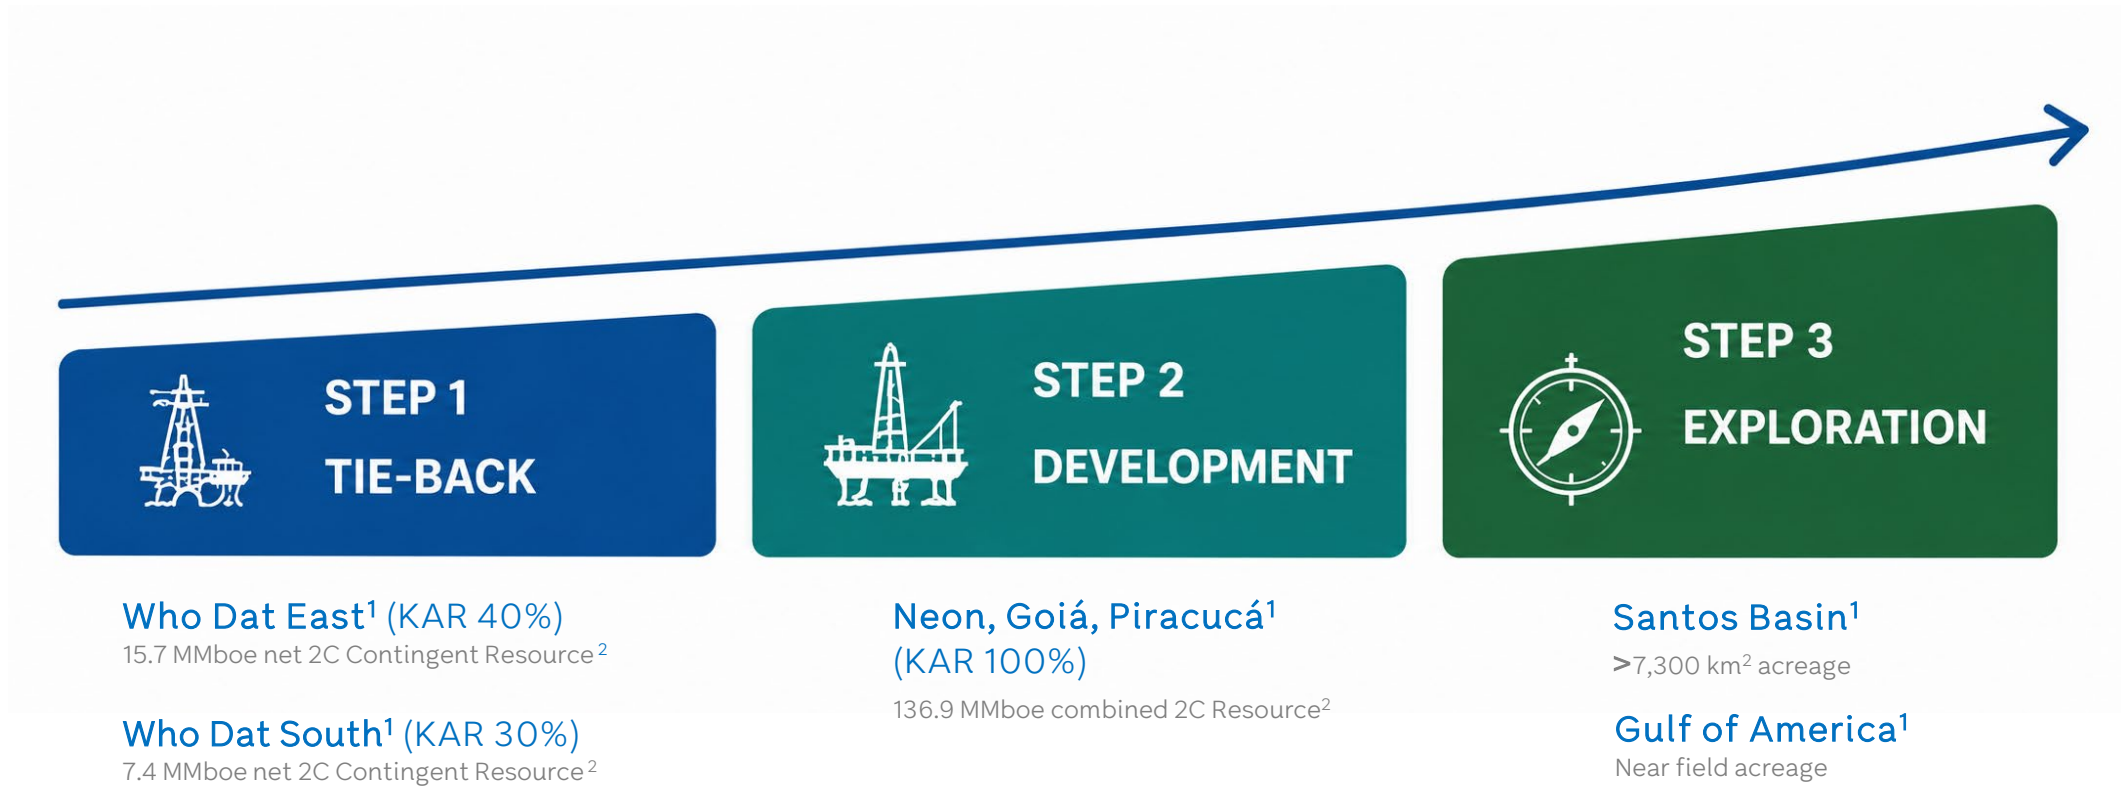 STEP 1
TIE-BACK
Who Dat East¹ (KAR 40%)
15.7 MMboe net 2C Contingent Resource²
Who Dat South¹ (KAR 30%)
7.4 MMboe net 2C Contingent Resource²
STEP 2
DEVELOPMENT
Neon, Goiá, Piracucá¹
(KAR 100%)
136.9 MMboe combined 2C Resource²
STEP 3
EXPLORATION
Santos Basin¹
>7,300 km² acreage
Gulf of America¹
Near field acreage